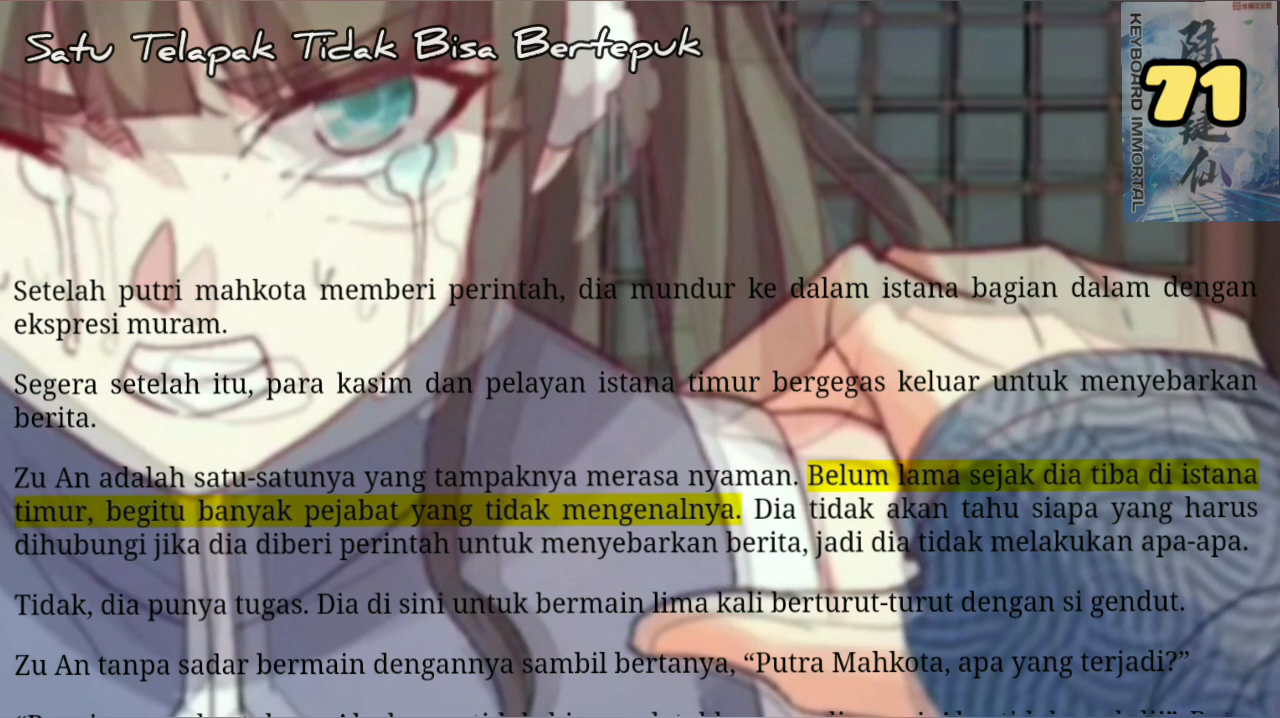 Satu Telapak Tidak Bisa Bertepuk
71
KEYBOARD IMMORTAL
陆
键
仙
Setelah putri mahkota memberi perintah, dia mundur ke dalam istana bagian dalam dengan
ekspresi muram.
Segera setelah itu, para kasim dan pelayan istana timur bergegas keluar untuk menyebarkan
berita.
Zu An adalah satu-satunya yang tampaknya merasa nyaman. Belum lama sejak dia tiba di istana
timur, begitu banyak pejabat yang tidak mengenalnya. Dia tidak akan tahu siapa yang harus
dihubungi jika dia diberi perintah untuk menyebarkan berita, jadi dia tidak melakukan apa-apa.
Tidak, dia punya tugas. Dia di sini untuk bermain lima kali berturut-turut dengan si gendut.
Zu An tanpa sadar bermain dengannya sambil bertanya, “Putra Mahkota, apa yang terjadi?”